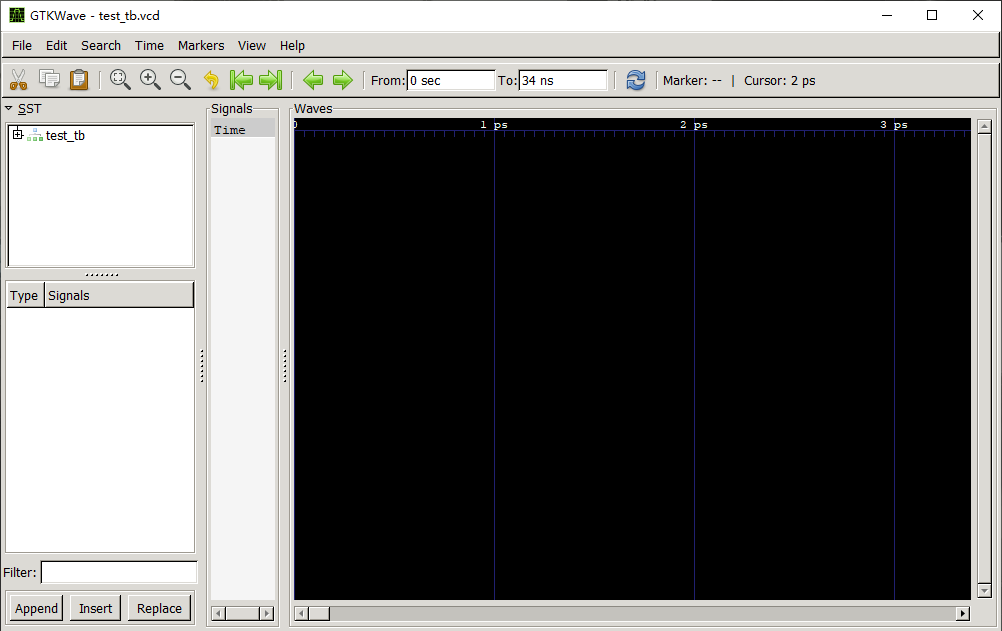 GTKWave - test_tb.vcd
File Edit Search Time Markers View Help
From: 0 sec To: 34 ns Marker: -- | Cursor: 2 ps
SST
test_tb
Type Signals
Filter:
Append Insert Replace
Signals
Time
Waves
0 1 ps 2 ps 3 ps